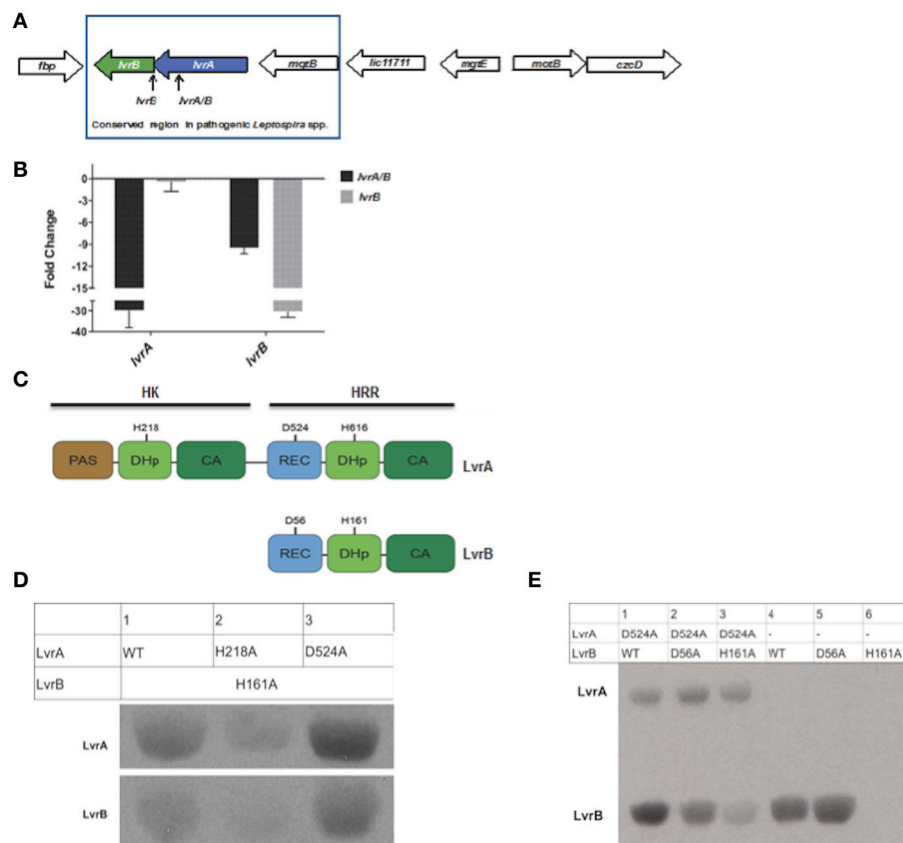 A
fbp lvrB lvrA mqtB lic11711 mgtE motB czcD
lvrB lvrA/B
Conserved region in pathogenic Leptospira spp.
B
Fold Change
0
-3
-6
-9
-12
-15
-30
-40
lvrA lvrB
lvrA/B
lvrB
C
HK HRR
H218 D524 H616
PAS DHp CA REC DHp CA LvrA
D56 H161
REC DHp CA LvrB
D
1 2 3
LvrA WT H218A D524A
LvrB H161A
LvrA
LvrB
E
1 2 3 4 5 6
LvrA D524A D524A D524A - - -
LvrB WT D56A H161A WT D56A H161A
LvrA
LvrB